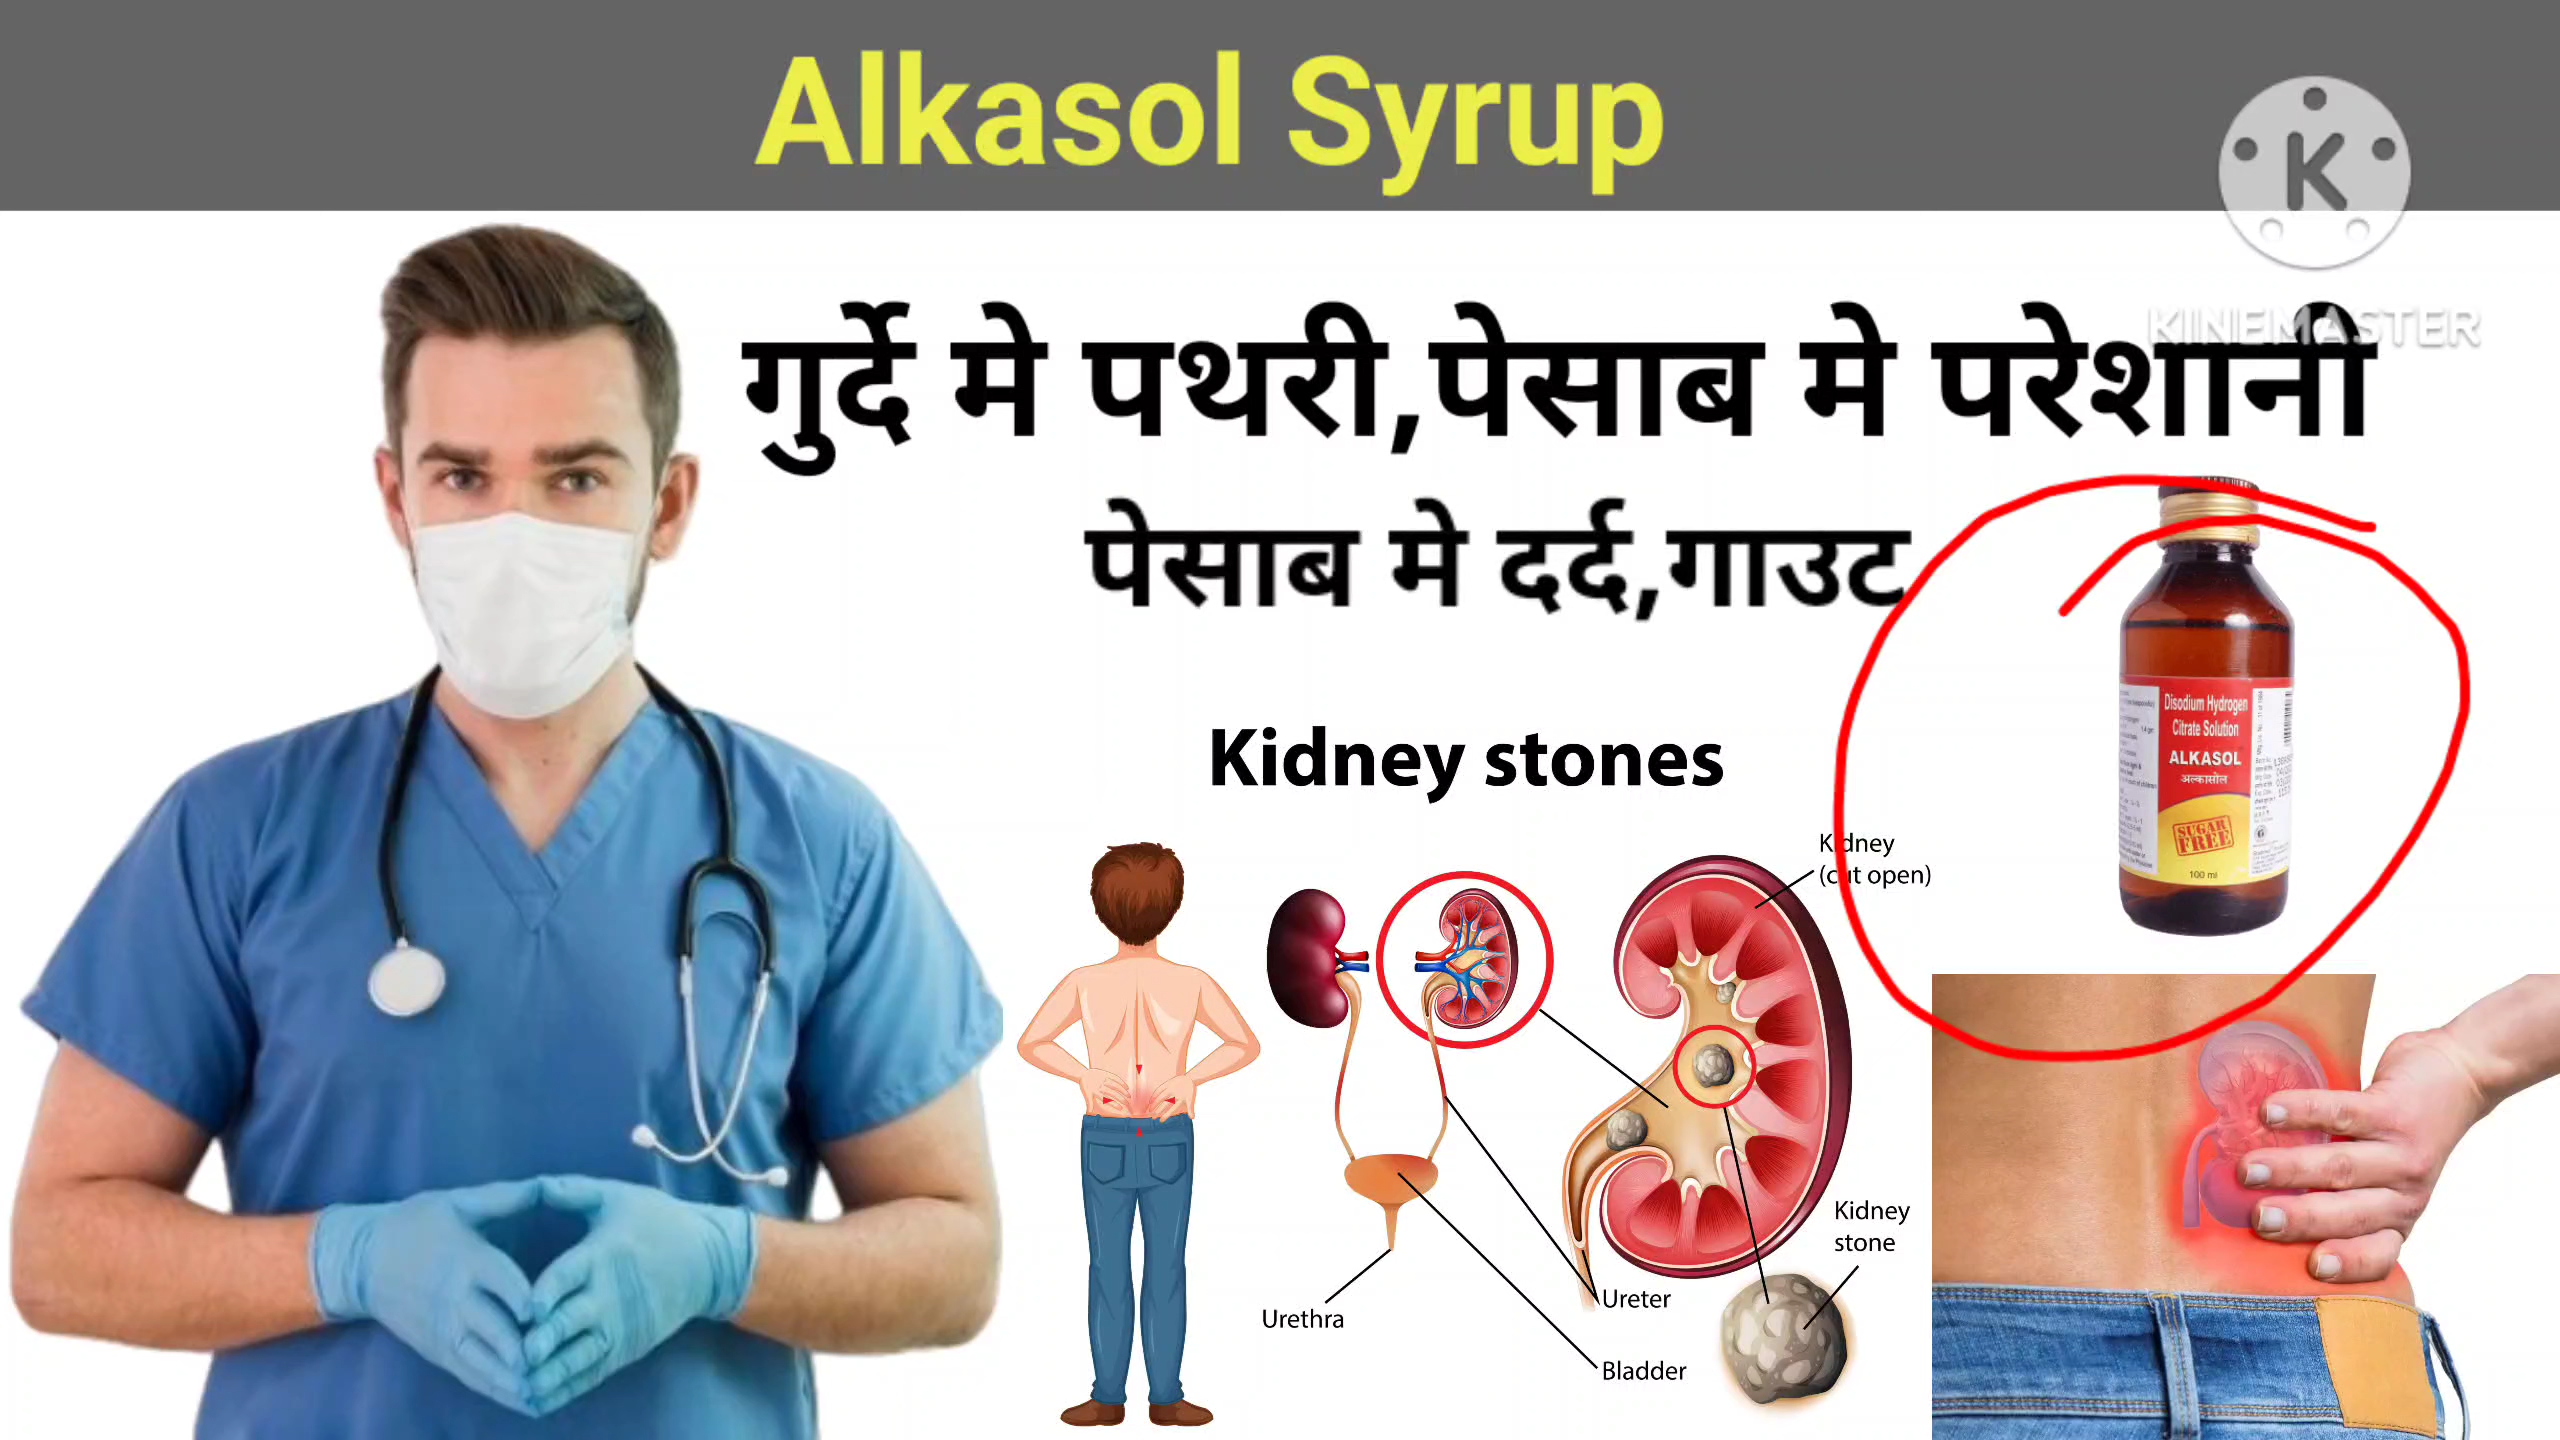 Alkasol Syrup
K
KINEMASTER
गुर्दे मे पथरी,पेसाब मे परेशानी
पेसाब मे दर्द,गाउट
Kidney stones
Disodium Hydrogen
Citrate Solution
ALKASOL
अल्कासोल
SUGAR
FREE
100 ml
Kidney
(cut open)
Kidney
stone
Ureter
Urethra
Bladder